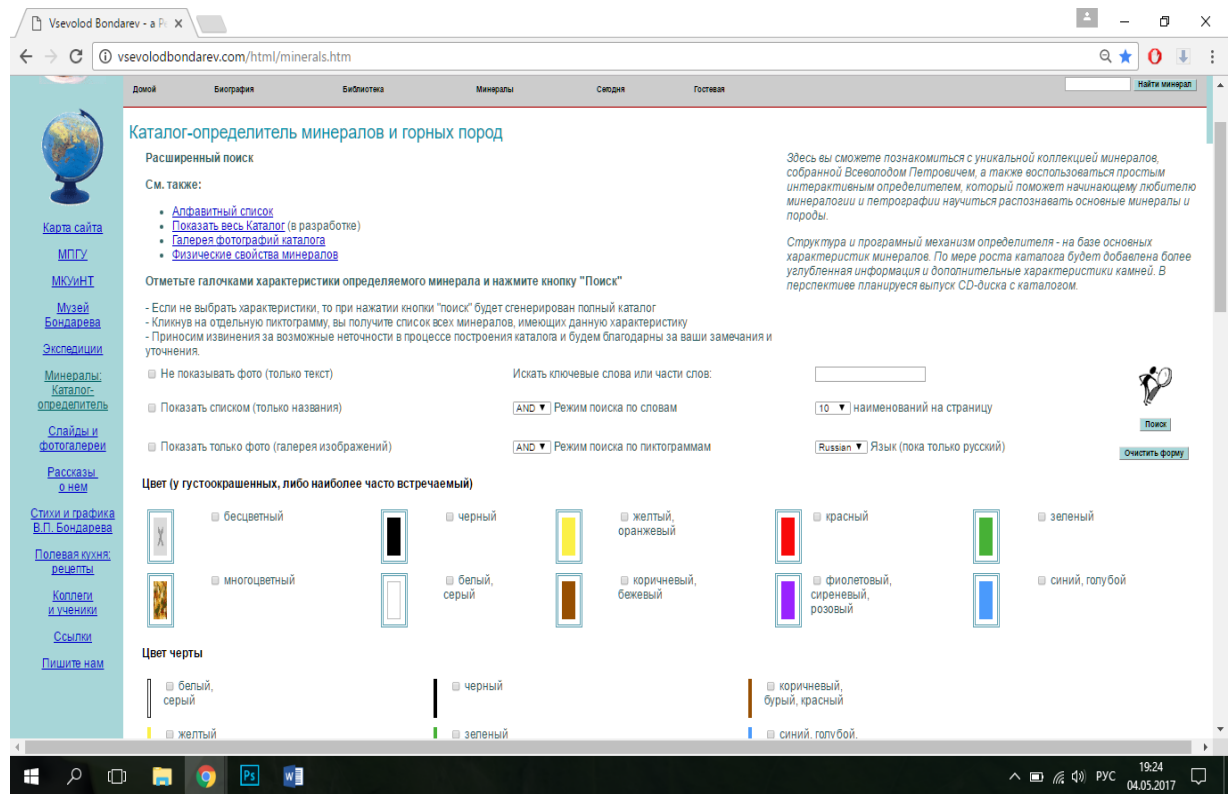 Vsevolod Bondarev - a P
vsevolodbondarev.com/html/minerals.htm
Домой Биография Библиотека Минералы Сегодня Гостевая Найти минерал
Каталог-определитель минералов и горных пород
Расширенный поиск
См. также:
• Алфавитный список
• Показать весь Каталог (в разработке)
• Галерея фотографий каталога
• Физические свойства минералов
Здесь вы сможете познакомиться с уникальной коллекцией минералов,
собранной Всеволодом Петровичем, а также воспользоваться простым
интерактивным определителем, который поможет начинающему любителю
минералогии и петрографии научиться распознавать основные минералы и
породы.
Структура и програмный механизм определителя - на базе основных
характеристик минералов. По мере роста каталога будет добавлена более
углубленная информация и дополнительные характеристики камней. В
перспективе планируеся выпуск CD-диска с каталогом.
Отметьте галочками характеристики определяемого минерала и нажмите кнопку "Поиск"
- Если не выбрать характеристики, то при нажатии кнопки "поиск" будет сгенерирован полный каталог
- Кликнув на отдельную пиктограмму, вы получите список всех минералов, имеющих данную характеристику
- Приносим извинения за возможные неточности в процессе построения каталога и будем благодарны за ваши замечания и
уточнения.
Не показывать фото (только текст) Искать ключевые слова или части слов:
Показать списком (только названия) AND Режим поиска по словам 10 наименований на страницу
Поиск
Показать только фото (галерея изображений) AND Режим поиска по пиктограммам Russian Язык (пока только русский)
Очистить форму
Цвет (у густоокрашенных, либо наиболее часто встречаемый)
бесцветный
черный
желтый,
оранжевый
красный
зеленый
многоцветный
белый,
серый
коричневый,
бежевый
фиолетовый,
сиреневый,
розовый
синий, голубой
Цвет черты
белый,
серый
черный
коричневый,
бурый, красный
желтый
зеленый
синий, голубой,
Карта сайта
МПГУ
МКУиНТ
Музей
Бондарева
Экспедиции
Минералы:
Каталог-
определитель
Слайды и
фотогалереи
Рассказы
о нем
Стихи и графика
В.П. Бондарева
Полевая кухня:
рецепты
Коллеги
и ученики
Ссылки
Пишите нам
Ps
W
РУС
19:24
04.05.2017